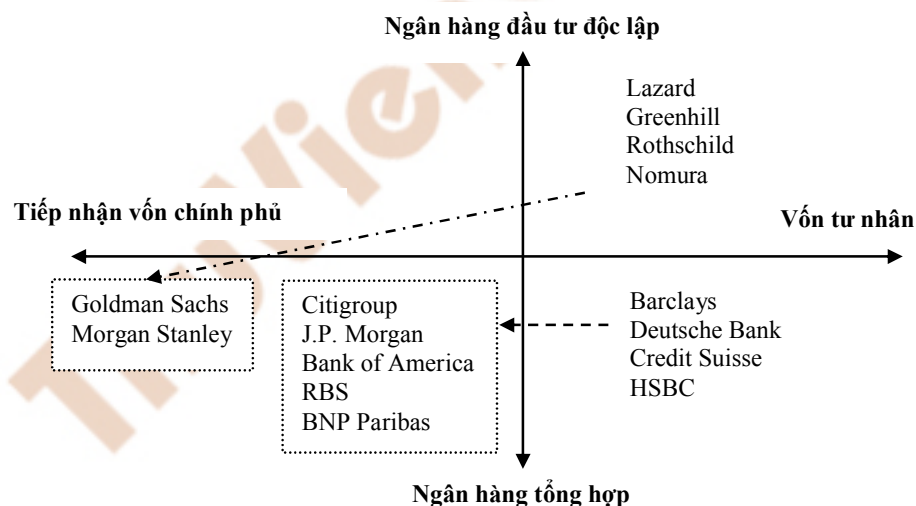 Ngân hàng đầu tư độc lập
Lazard
Greenhill
Rothschild
Nomura
Tiếp nhận vốn chính phủ
Vốn tư nhân
Goldman Sachs
Morgan Stanley
Citigroup
J.P. Morgan
Bank of America
RBS
BNP Paribas
Barclays
Deutsche Bank
Credit Suisse
HSBC
Ngân hàng tổng hợp